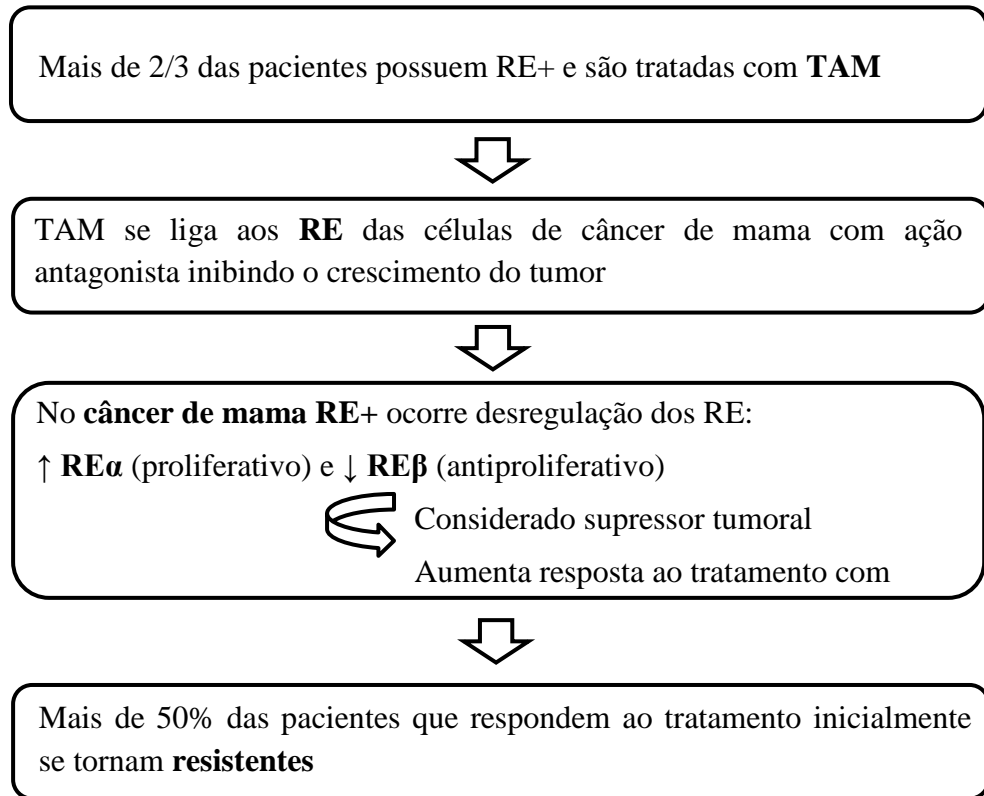 Mais de 2/3 das pacientes possuem RE+ e são tratadas com TAM
TAM se liga aos RE das células de câncer de mama com ação
antagonista inibindo o crescimento do tumor
No câncer de mama RE+ ocorre desregulação dos RE:
↑ REα (proliferativo) e ↓ REβ (antiproliferativo)
Considerado supressor tumoral
Aumenta resposta ao tratamento com
Mais de 50% das pacientes que respondem ao tratamento inicialmente
se tornam resistentes